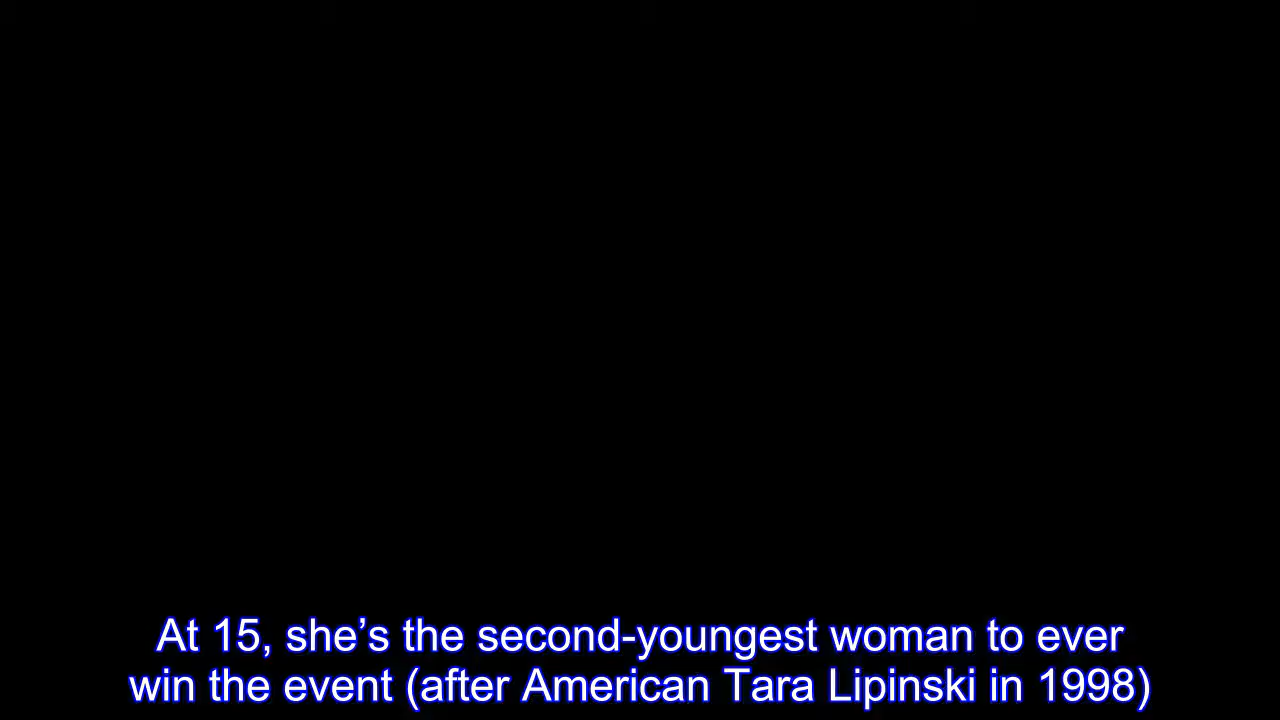 At 15, she’s the second-youngest woman to ever
win the event (after American Tara Lipinski in 1998)